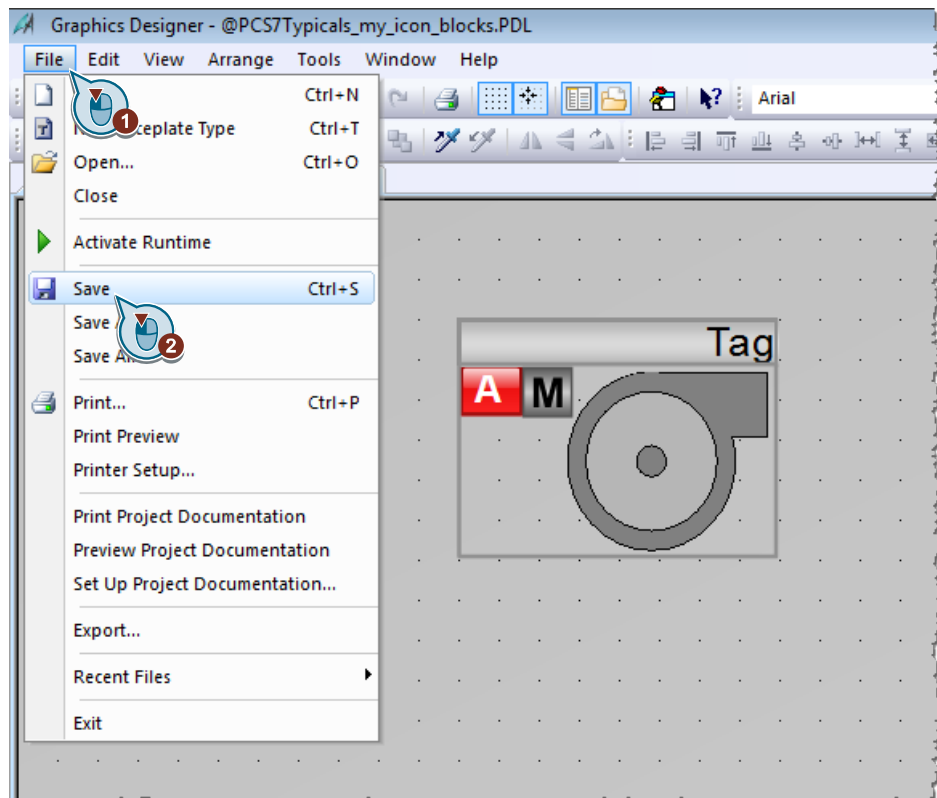 Graphics Designer - @PCS7Typicals_my_icon_blocks.PDL
File Edit View Arrange Tools Window Help
Ctrl+N
Arial
1
ceplate Type Ctrl+T
Open... Ctrl+O
Close
Activate Runtime
Save Ctrl+S
Save
2
Save
Tag
A M
Print... Ctrl+P
Print Preview
Printer Setup...
Print Project Documentation
Preview Project Documentation
Set Up Project Documentation...
Export...
Recent Files
Exit